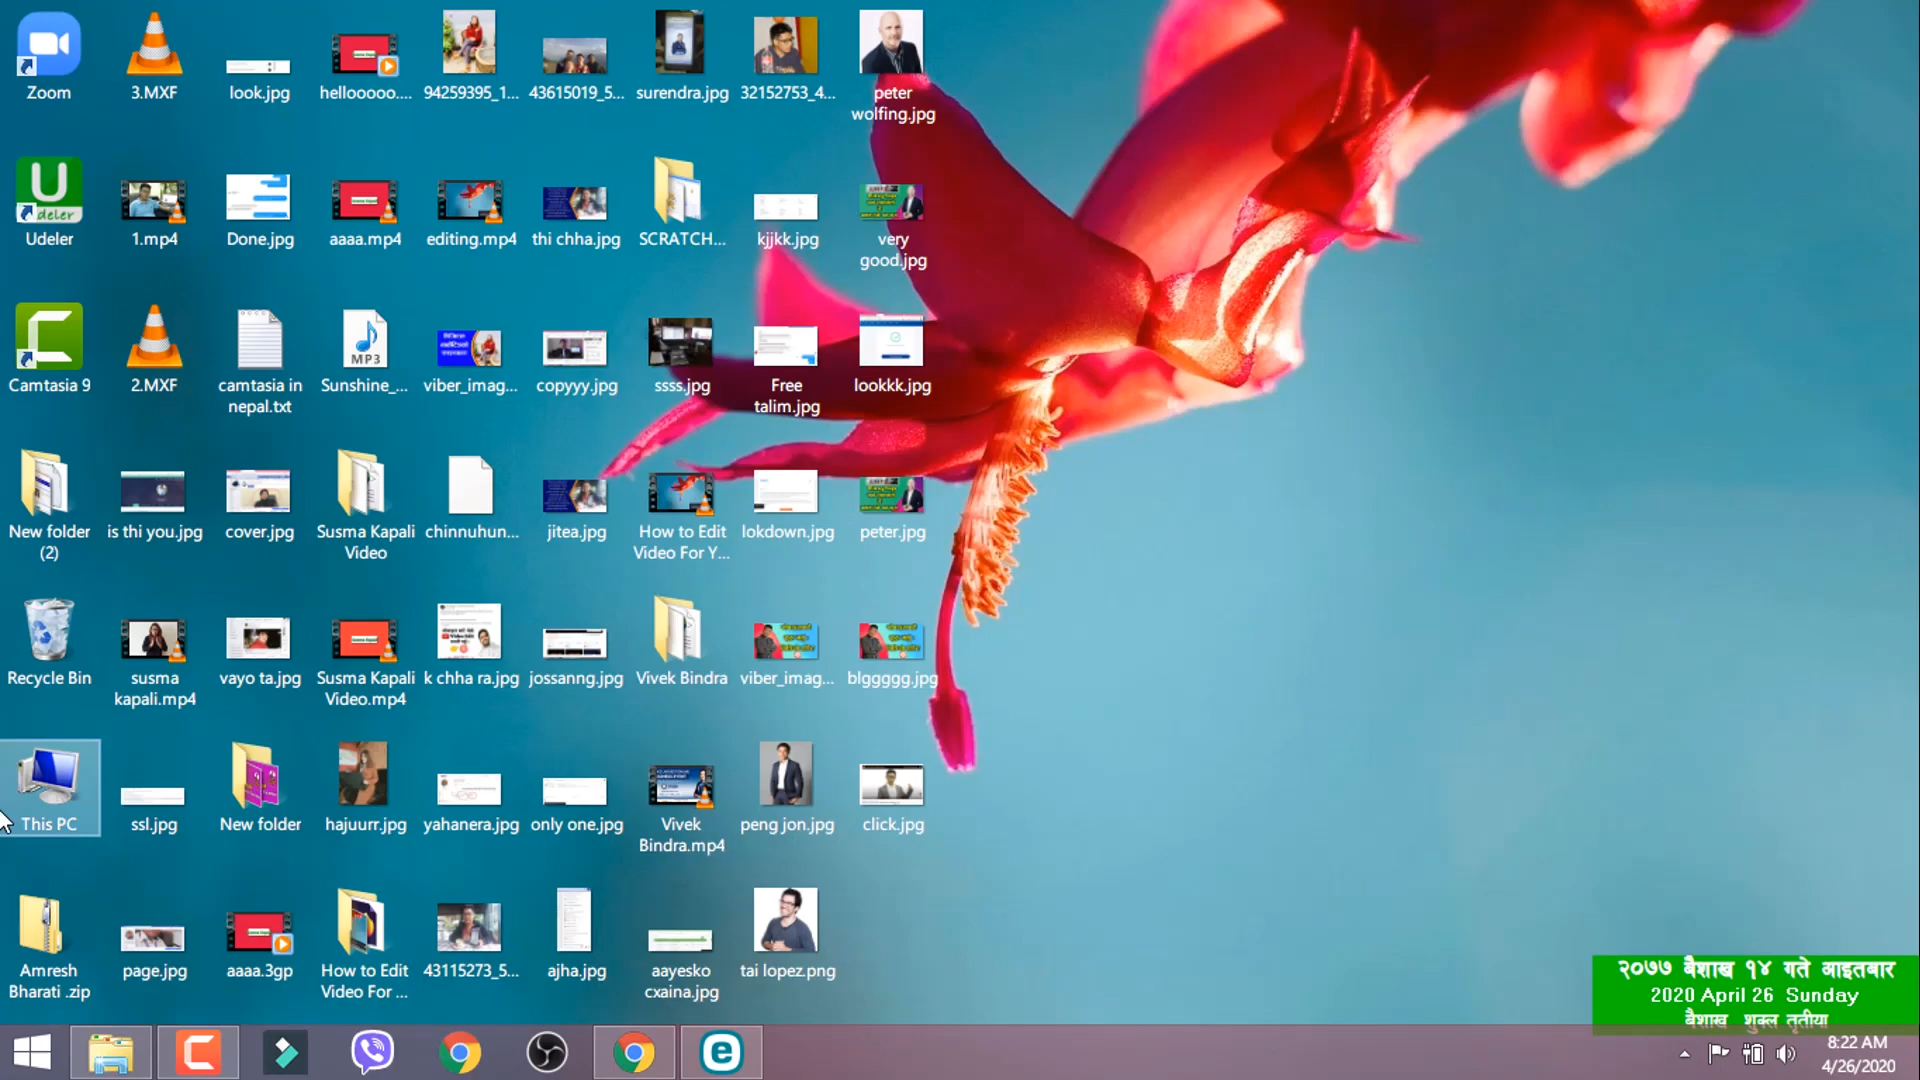 Zoom
3.MXF
look.jpg
hellooooo....
94259395_1...
43615019_5...
surendra.jpg
32152753_4...
peter
wolfing.jpg
Udeler
1.mp4
Done.jpg
aaaa.mp4
editing.mp4
thi chha.jpg
SCRATCH...
kjjkk.jpg
very
good.jpg
Camtasia 9
2.MXF
camtasia in
nepal.txt
MP3
Sunshine_...
viber_imag...
copyyy.jpg
ssss.jpg
Free
talim.jpg
lookkk.jpg
New folder
(2)
is thi you.jpg
cover.jpg
Susma Kapali
Video
chinnuhun...
jitea.jpg
How to Edit
Video For Y...
lokdown.jpg
peter.jpg
Recycle Bin
susma
kapali.mp4
vayo ta.jpg
Susma Kapali
Video.mp4
k chha ra.jpg
jossanng.jpg
Vivek Bindra
viber_imag...
blggggg.jpg
This PC
ssl.jpg
New folder
hajuurr.jpg
yahanera.jpg
only one.jpg
Vivek
Bindra.mp4
peng jon.jpg
click.jpg
Amresh
Bharati .zip
page.jpg
aaaa.3gp
How to Edit
Video For ...
43115273_5...
ajha.jpg
aayesko
cxaina.jpg
tai lopez.png
२०७७ बैशाख १४ गते आइतबार
2020 April 26 Sunday
बैशाख शुक्ल तृतीया
8:22 AM
4/26/2020